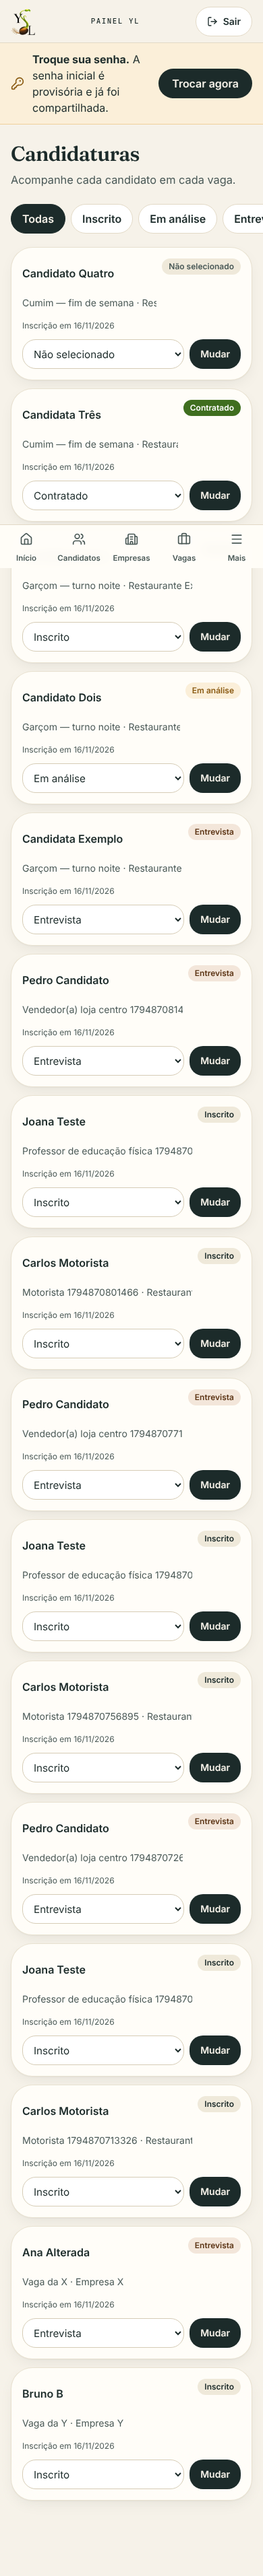 YL
PAINEL YL
Sair
Troque sua senha. A
senha inicial é
provisória e já foi
compartilhada.
Trocar agora
Candidaturas
Acompanhe cada candidato em cada vaga.
Todas
Inscrito
Em análise
Entrev
Candidato Quatro
Não selecionado
Cumim — fim de semana · Res
Inscrição em 16/11/2026
Não selecionado
Mudar
Candidata Três
Contratado
Cumim — fim de semana · Restaura
Inscrição em 16/11/2026
Contratado
Mudar
Início
Candidatos
Empresas
Vagas
Mais
Garçom — turno noite · Restaurante Ex
Inscrição em 16/11/2026
Inscrito
Mudar
Candidato Dois
Em análise
Garçom — turno noite · Restaurante
Inscrição em 16/11/2026
Em análise
Mudar
Candidata Exemplo
Entrevista
Garçom — turno noite · Restaurante
Inscrição em 16/11/2026
Entrevista
Mudar
Pedro Candidato
Entrevista
Vendedor(a) loja centro 1794870814
Inscrição em 16/11/2026
Entrevista
Mudar
Joana Teste
Inscrito
Professor de educação física 1794870
Inscrição em 16/11/2026
Inscrito
Mudar
Carlos Motorista
Inscrito
Motorista 1794870801466 · Restauran
Inscrição em 16/11/2026
Inscrito
Mudar
Pedro Candidato
Entrevista
Vendedor(a) loja centro 1794870771
Inscrição em 16/11/2026
Entrevista
Mudar
Joana Teste
Inscrito
Professor de educação física 1794870
Inscrição em 16/11/2026
Inscrito
Mudar
Carlos Motorista
Inscrito
Motorista 1794870756895 · Restauran
Inscrição em 16/11/2026
Inscrito
Mudar
Pedro Candidato
Entrevista
Vendedor(a) loja centro 1794870726
Inscrição em 16/11/2026
Entrevista
Mudar
Joana Teste
Inscrito
Professor de educação física 1794870
Inscrição em 16/11/2026
Inscrito
Mudar
Carlos Motorista
Inscrito
Motorista 1794870713326 · Restaurant
Inscrição em 16/11/2026
Inscrito
Mudar
Ana Alterada
Entrevista
Vaga da X · Empresa X
Inscrição em 16/11/2026
Entrevista
Mudar
Bruno B
Inscrito
Vaga da Y · Empresa Y
Inscrição em 16/11/2026
Inscrito
Mudar